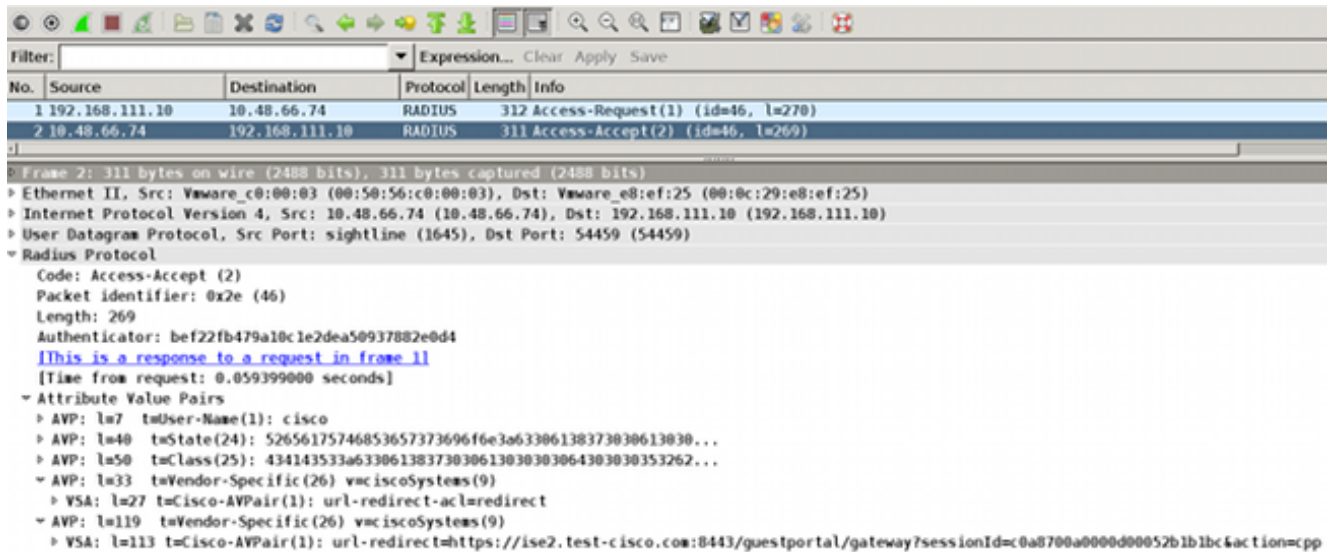 Filter: Expression... Clear Apply Save
No. Source Destination Protocol Length Info
1 192.168.111.10 10.48.66.74 RADIUS 312 Access-Request(1) (id=46, l=270)
2 10.48.66.74 192.168.111.10 RADIUS 311 Access-Accept(2) (id=46, l=269)
Frame 2: 311 bytes on wire (2488 bits), 311 bytes captured (2488 bits)
Ethernet II, Src: Vmware_c0:00:03 (00:50:56:c0:00:03), Dst: Vmware_e8:ef:25 (00:0c:29:e8:ef:25)
Internet Protocol Version 4, Src: 10.48.66.74 (10.48.66.74), Dst: 192.168.111.10 (192.168.111.10)
User Datagram Protocol, Src Port: sightline (1645), Dst Port: 54459 (54459)
Radius Protocol
Code: Access-Accept (2)
Packet identifier: 0x2e (46)
Length: 269
Authenticator: bef22fb479a10c1e2dea50937882e0d4
[This is a response to a request in frame 1]
[Time from request: 0.059399000 seconds]
Attribute Value Pairs
AVP: l=7 t=User-Name(1): cisco
AVP: l=40 t=State(24): 52656175746853657373696f6e3a63306138373030613030...
AVP: l=50 t=Class(25): 434143533a6330613837303061303030303064303030353262...
AVP: l=33 t=Vendor-Specific(26) v=ciscoSystems(9)
VSA: l=27 t=Cisco-AVPair(1): url-redirect-acl=redirect
AVP: l=119 t=Vendor-Specific(26) v=ciscoSystems(9)
VSA: l=113 t=Cisco-AVPair(1): url-redirect=https://ise2.test-cisco.com:8443/guestportal/gateway?sessionId=c0a8700a0000d00052b1b1bc&action=cpp